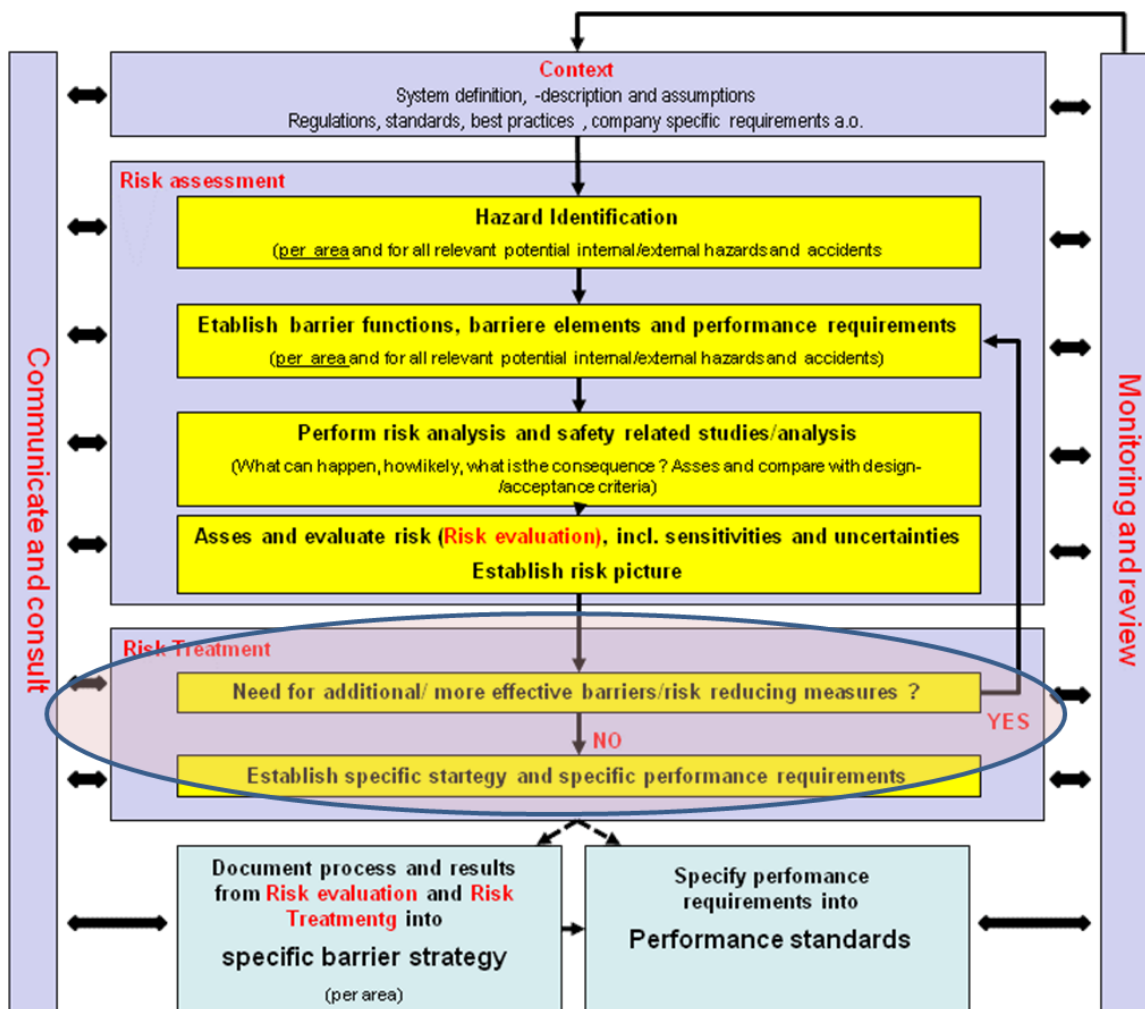 Communicate and consult
Context
System definition, -description and assumptions
Regulations, standards, best practices , company specific requirements a.o.
Risk assessment
Hazard Identification
(per area and for all relevant potential internal/external hazards and accidents
Etablish barrier functions, barriere elements and performance requirements
(per area and for all relevant potential internal/external hazards and accidents)
Perform risk analysis and safety related studies/analysis
(What can happen, how likely, what is the consequence ? Asses and compare with design-
/acceptance criteria)
Asses and evaluate risk (Risk evaluation), incl. sensitivities and uncertainties
Establish risk picture
Risk Treatment
Need for additional/ more effective barriers/risk reducing measures ?
YES
NO
Establish specific startegy and specific performance requirements
Document process and results
from Risk evaluation and Risk
Treatmentg into
specific barrier strategy
(per area)
Specify perfomance
requirements into
Performance standards
Monitoring and review